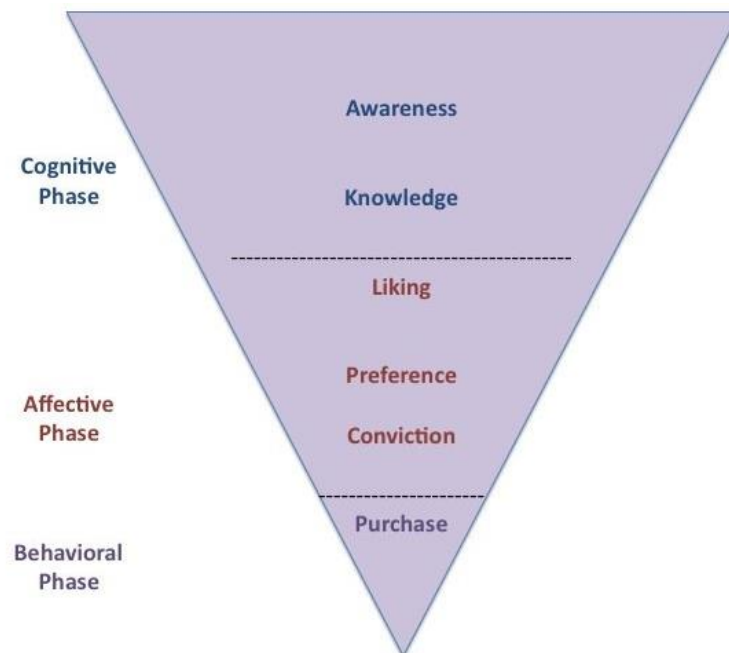 Awareness
Cognitive
Phase
Knowledge
Liking
Preference
Affective
Phase
Conviction
Purchase
Behavioral
Phase